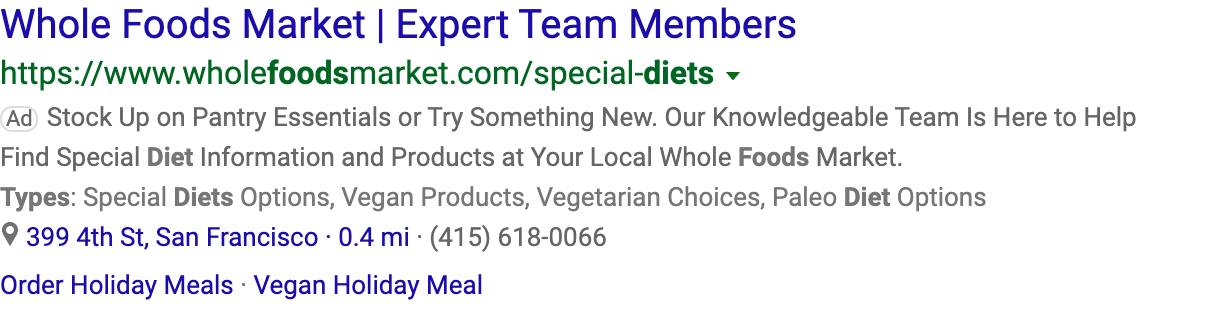 Whole Foods Market | Expert Team Members
https://www.wholefoodsmarket.com/special-diets
Ad Stock Up on Pantry Essentials or Try Something New. Our Knowledgeable Team Is Here to Help
Find Special Diet Information and Products at Your Local Whole Foods Market.
Types: Special Diets Options, Vegan Products, Vegetarian Choices, Paleo Diet Options
399 4th St, San Francisco · 0.4 mi · (415) 618-0066
Order Holiday Meals · Vegan Holiday Meal